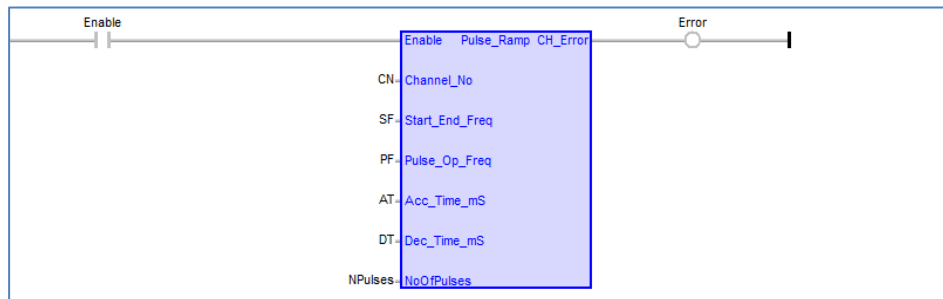 Enable Error
Enable Pulse_Ramp CH_Error
CN Channel_No
SF Start_End_Freq
PF Pulse_Op_Freq
AT Acc_Time_mS
DT Dec_Time_mS
NPulses NoOfPulses